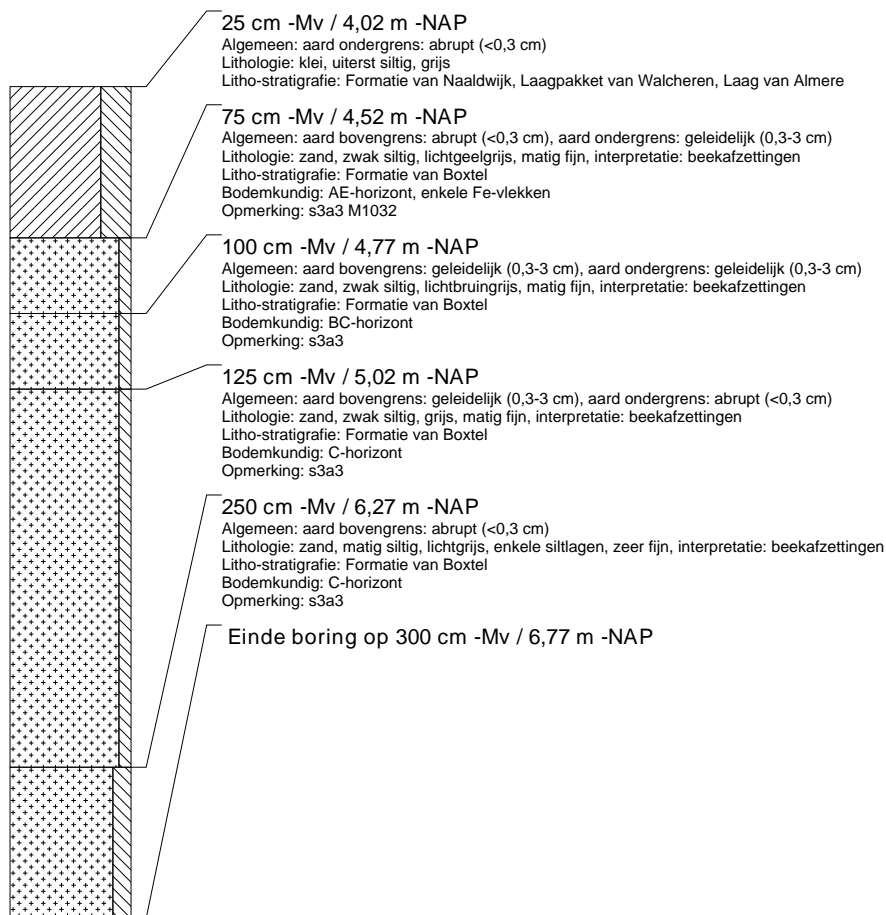 25 cm -Mv / 4,02 m -NAP
Algemeen: aard ondergrens: abrupt (<0,3 cm)
Lithologie: klei, uiterst siltig, grijs
Litho-stratigrafie: Formatie van Naaldwijk, Laagpakket van Walcheren, Laag van Almere
75 cm -Mv / 4,52 m -NAP
Algemeen: aard bovengrens: abrupt (<0,3 cm), aard ondergrens: geleidelijk (0,3-3 cm)
Lithologie: zand, zwak siltig, lichtgeelgrijs, matig fijn, interpretatie: beekafzettingen
Litho-stratigrafie: Formatie van Boxtel
Bodemkundig: AE-horizont, enkele Fe-vlekken
Opmerking: s3a3 M1032
100 cm -Mv / 4,77 m -NAP
Algemeen: aard bovengrens: geleidelijk (0,3-3 cm), aard ondergrens: geleidelijk (0,3-3 cm)
Lithologie: zand, zwak siltig, lichtbruingrijs, matig fijn, interpretatie: beekafzettingen
Litho-stratigrafie: Formatie van Boxtel
Bodemkundig: BC-horizont
Opmerking: s3a3
125 cm -Mv / 5,02 m -NAP
Algemeen: aard bovengrens: geleidelijk (0,3-3 cm), aard ondergrens: abrupt (<0,3 cm)
Lithologie: zand, zwak siltig, grijs, matig fijn, interpretatie: beekafzettingen
Litho-stratigrafie: Formatie van Boxtel
Bodemkundig: C-horizont
Opmerking: s3a3
250 cm -Mv / 6,27 m -NAP
Algemeen: aard bovengrens: abrupt (<0,3 cm)
Lithologie: zand, matig siltig, lichtgrijs, enkele siltlagen, zeer fijn, interpretatie: beekafzettingen
Litho-stratigrafie: Formatie van Boxtel
Bodemkundig: C-horizont
Opmerking: s3a3
Einde boring op 300 cm -Mv / 6,77 m -NAP